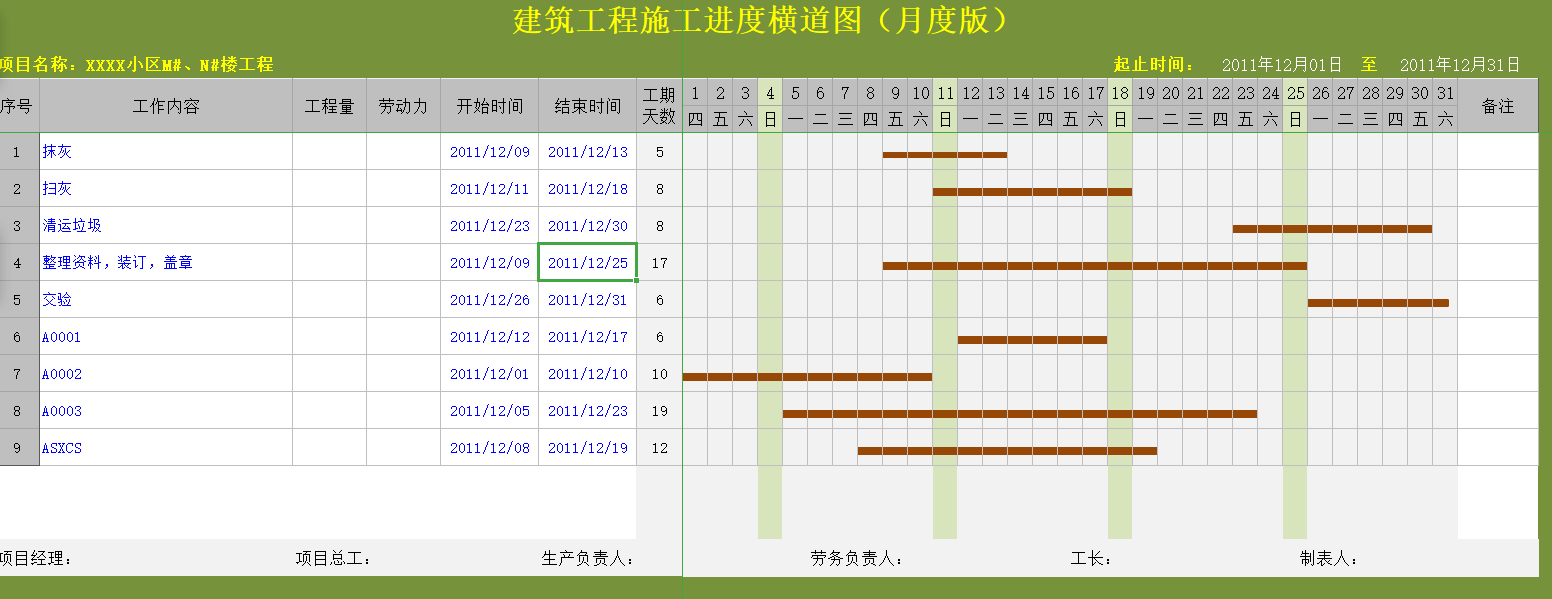 建筑工程施工进度横道图（月度版）
项目名称：XXXX小区M#、N#楼工程 起止时间： 2011年12月01日 至 2011年12月31日
序号 工作内容 工程量 劳动力 开始时间 结束时间 工期天数 1 2 3 4 5 6 7 8 9 10 11 12 13 14 15 16 17 18 19 20 21 22 23 24 25 26 27 28 29 30 31 备注
四 五 六 日 一 二 三 四 五 六 日 一 二 三 四 五 六 日 一 二 三 四 五 六 日 一 二 三 四 五 六
1 抹灰 2011/12/09 2011/12/13 5
2 扫灰 2011/12/11 2011/12/18 8
3 清运垃圾 2011/12/23 2011/12/30 8
4 整理资料，装订，盖章 2011/12/09 2011/12/25 17
5 交验 2011/12/26 2011/12/31 6
6 A0001 2011/12/12 2011/12/17 6
7 A0002 2011/12/01 2011/12/10 10
8 A0003 2011/12/05 2011/12/23 19
9 ASXCS 2011/12/08 2011/12/19 12
项目经理： 项目总工： 生产负责人： 劳务负责人： 工长： 制表人：